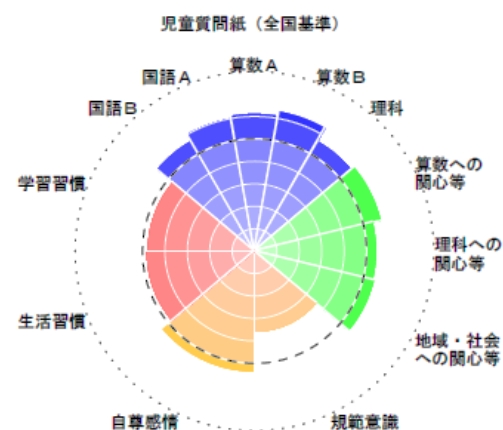 児童質問紙（全国基準）
算数A
算数B
理科
算数への
関心等
理科への
関心等
地域・社会
への関心等
規範意識
自尊感情
生活習慣
学習習慣
国語B
国語A